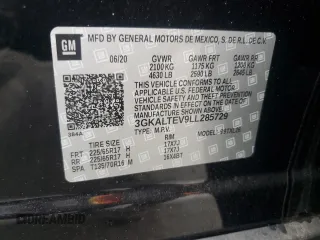 GM
MFD BY GENERAL MOTORS DE MEXICO, S. DE R.L. DE C.V.
06/20 GVWR GAWR FRT GAWR RR
2100 KG 1175 KG
4630 LB 2590 LB 2645 LB
THIS VEHICLE CONFORMS TO ALL
APPLICABLE U.S. FEDERAL MOTOR
VEHICLE SAFETY AND THEFT PREVENTION
STANDARDS IN EFFECT ON THE DATE OF
MANUFACTURE SHOWN ABOVE.
3GKALTEV9LL285729
TYPE: M.P.V.
TIRE SIZE RIM
FRT 225/65R17 H 17X7J
RR 225/65R17 H 17X7J
SPA T135/70R16 M 16X4BT